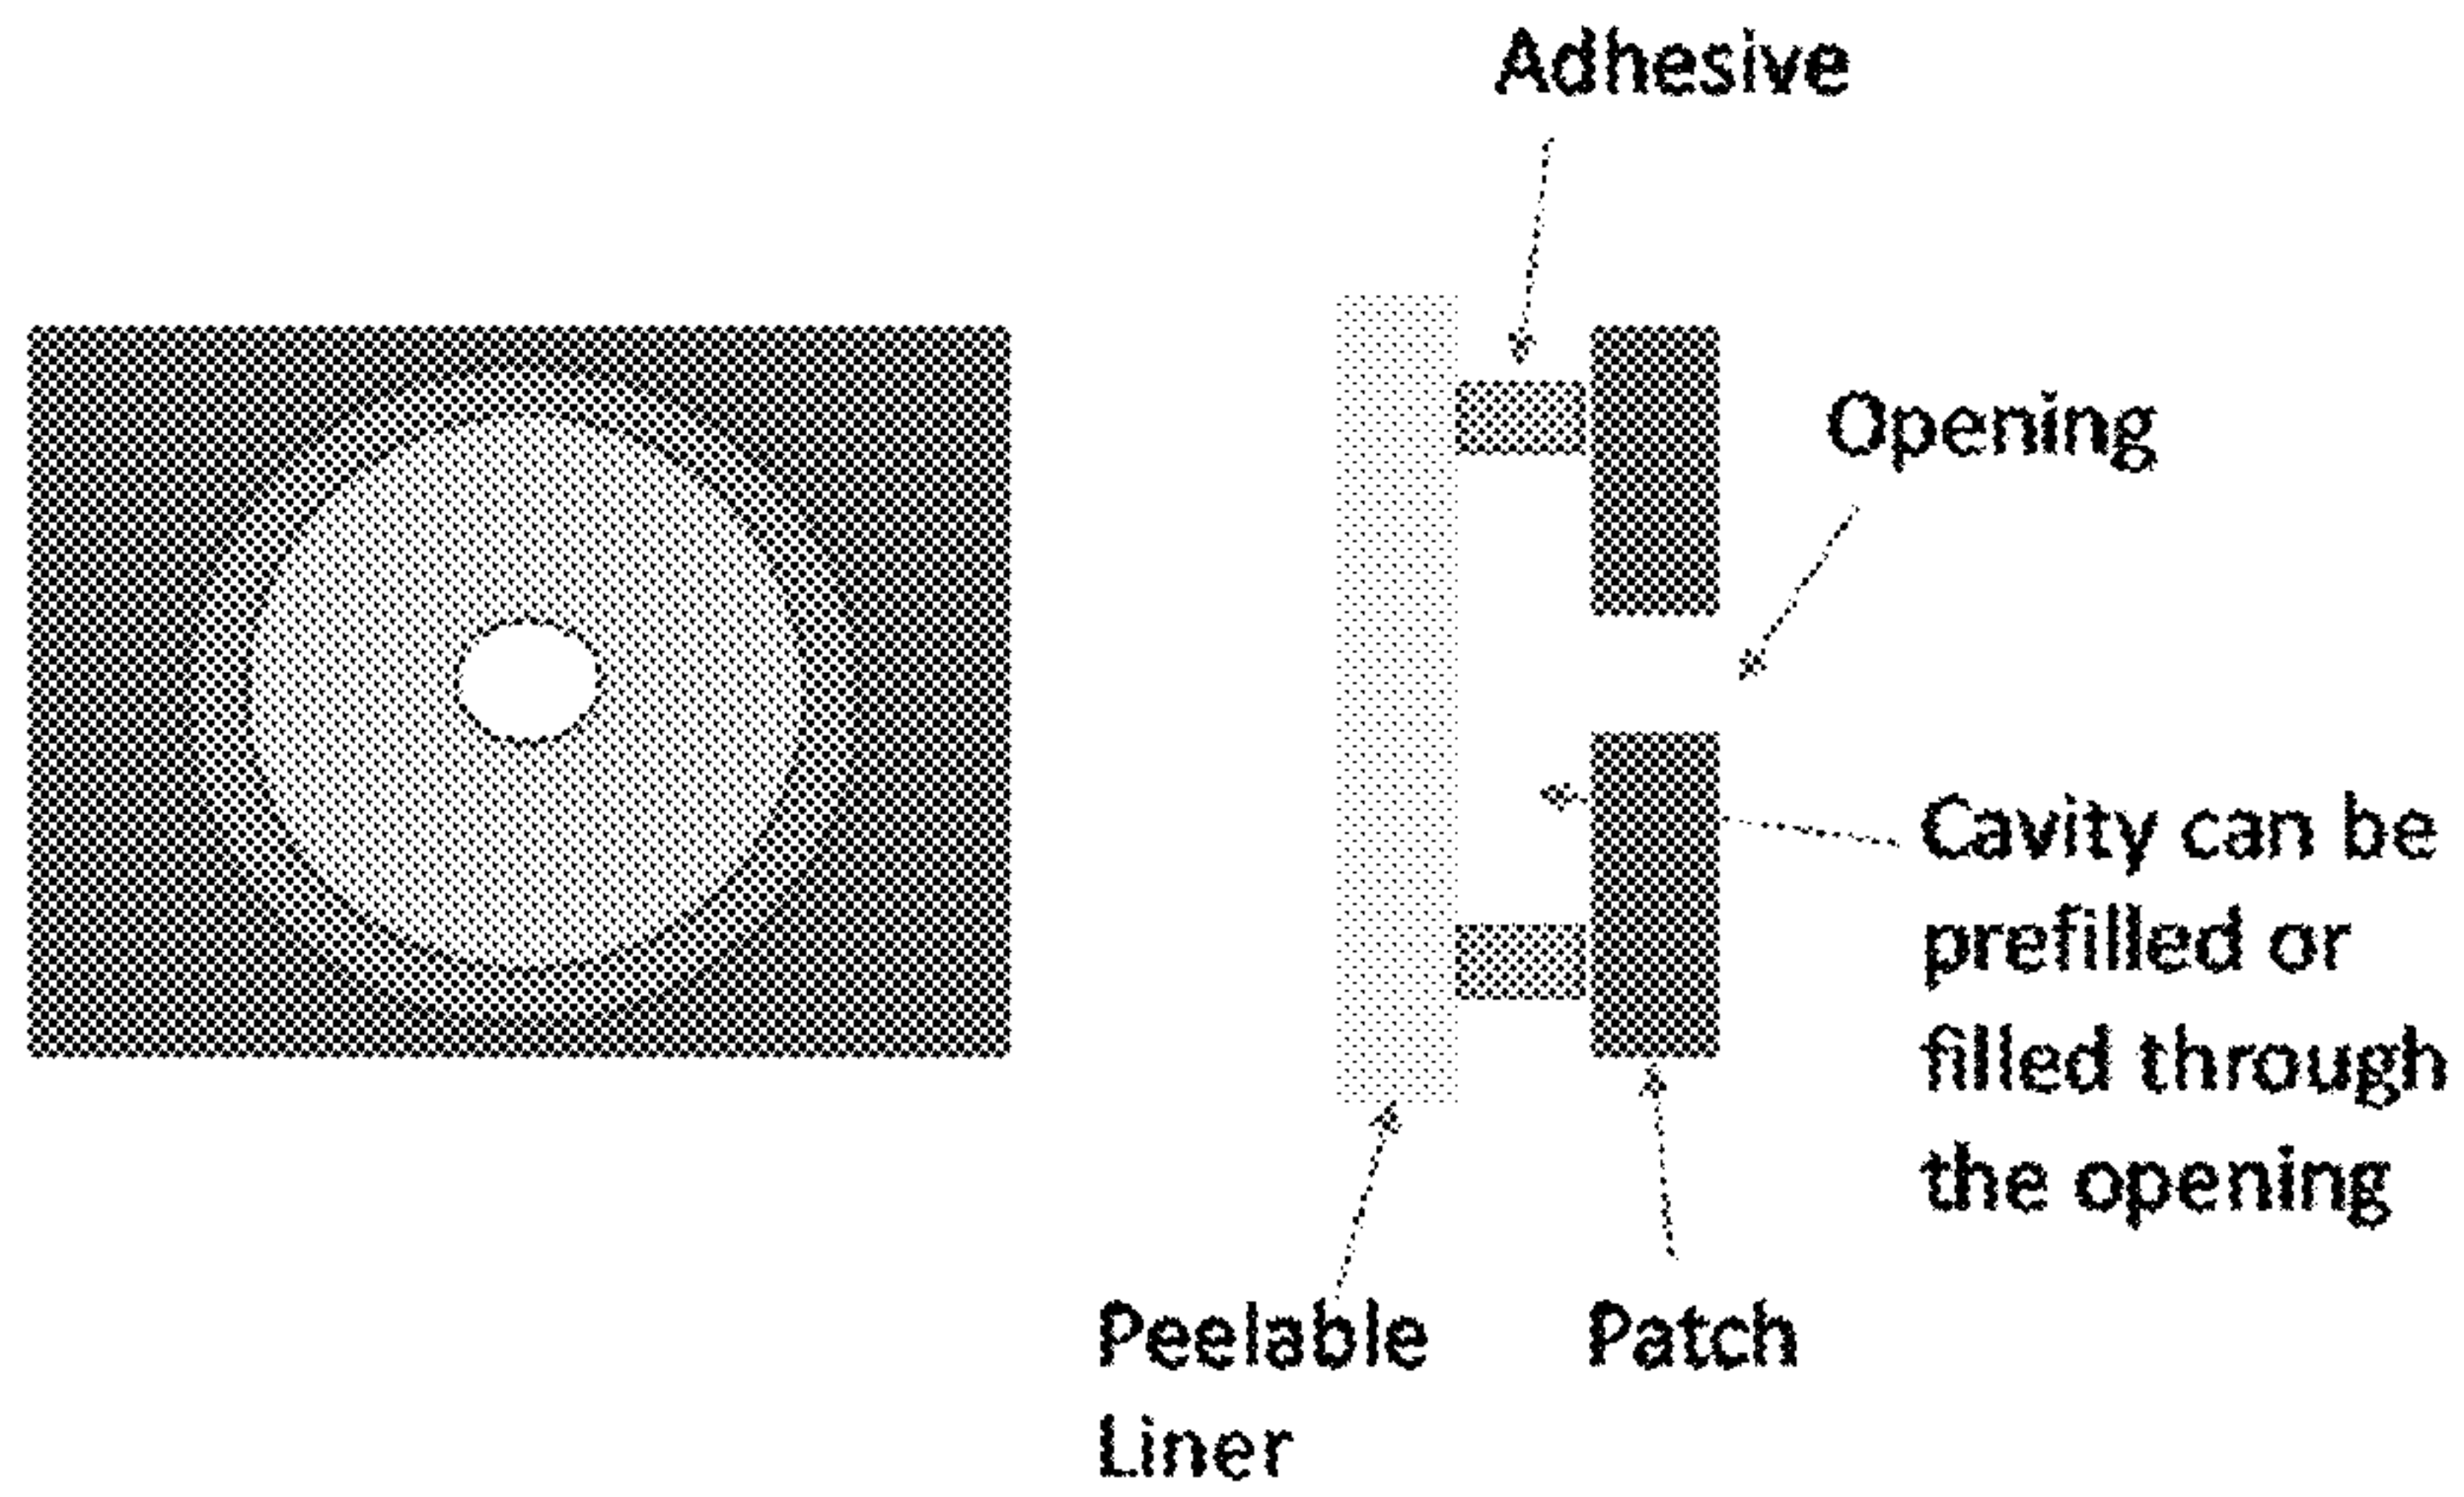 Adhesive
Opening
Cavity can be
prefilled or
filled through
the opening
Peelable
Liner
Patch